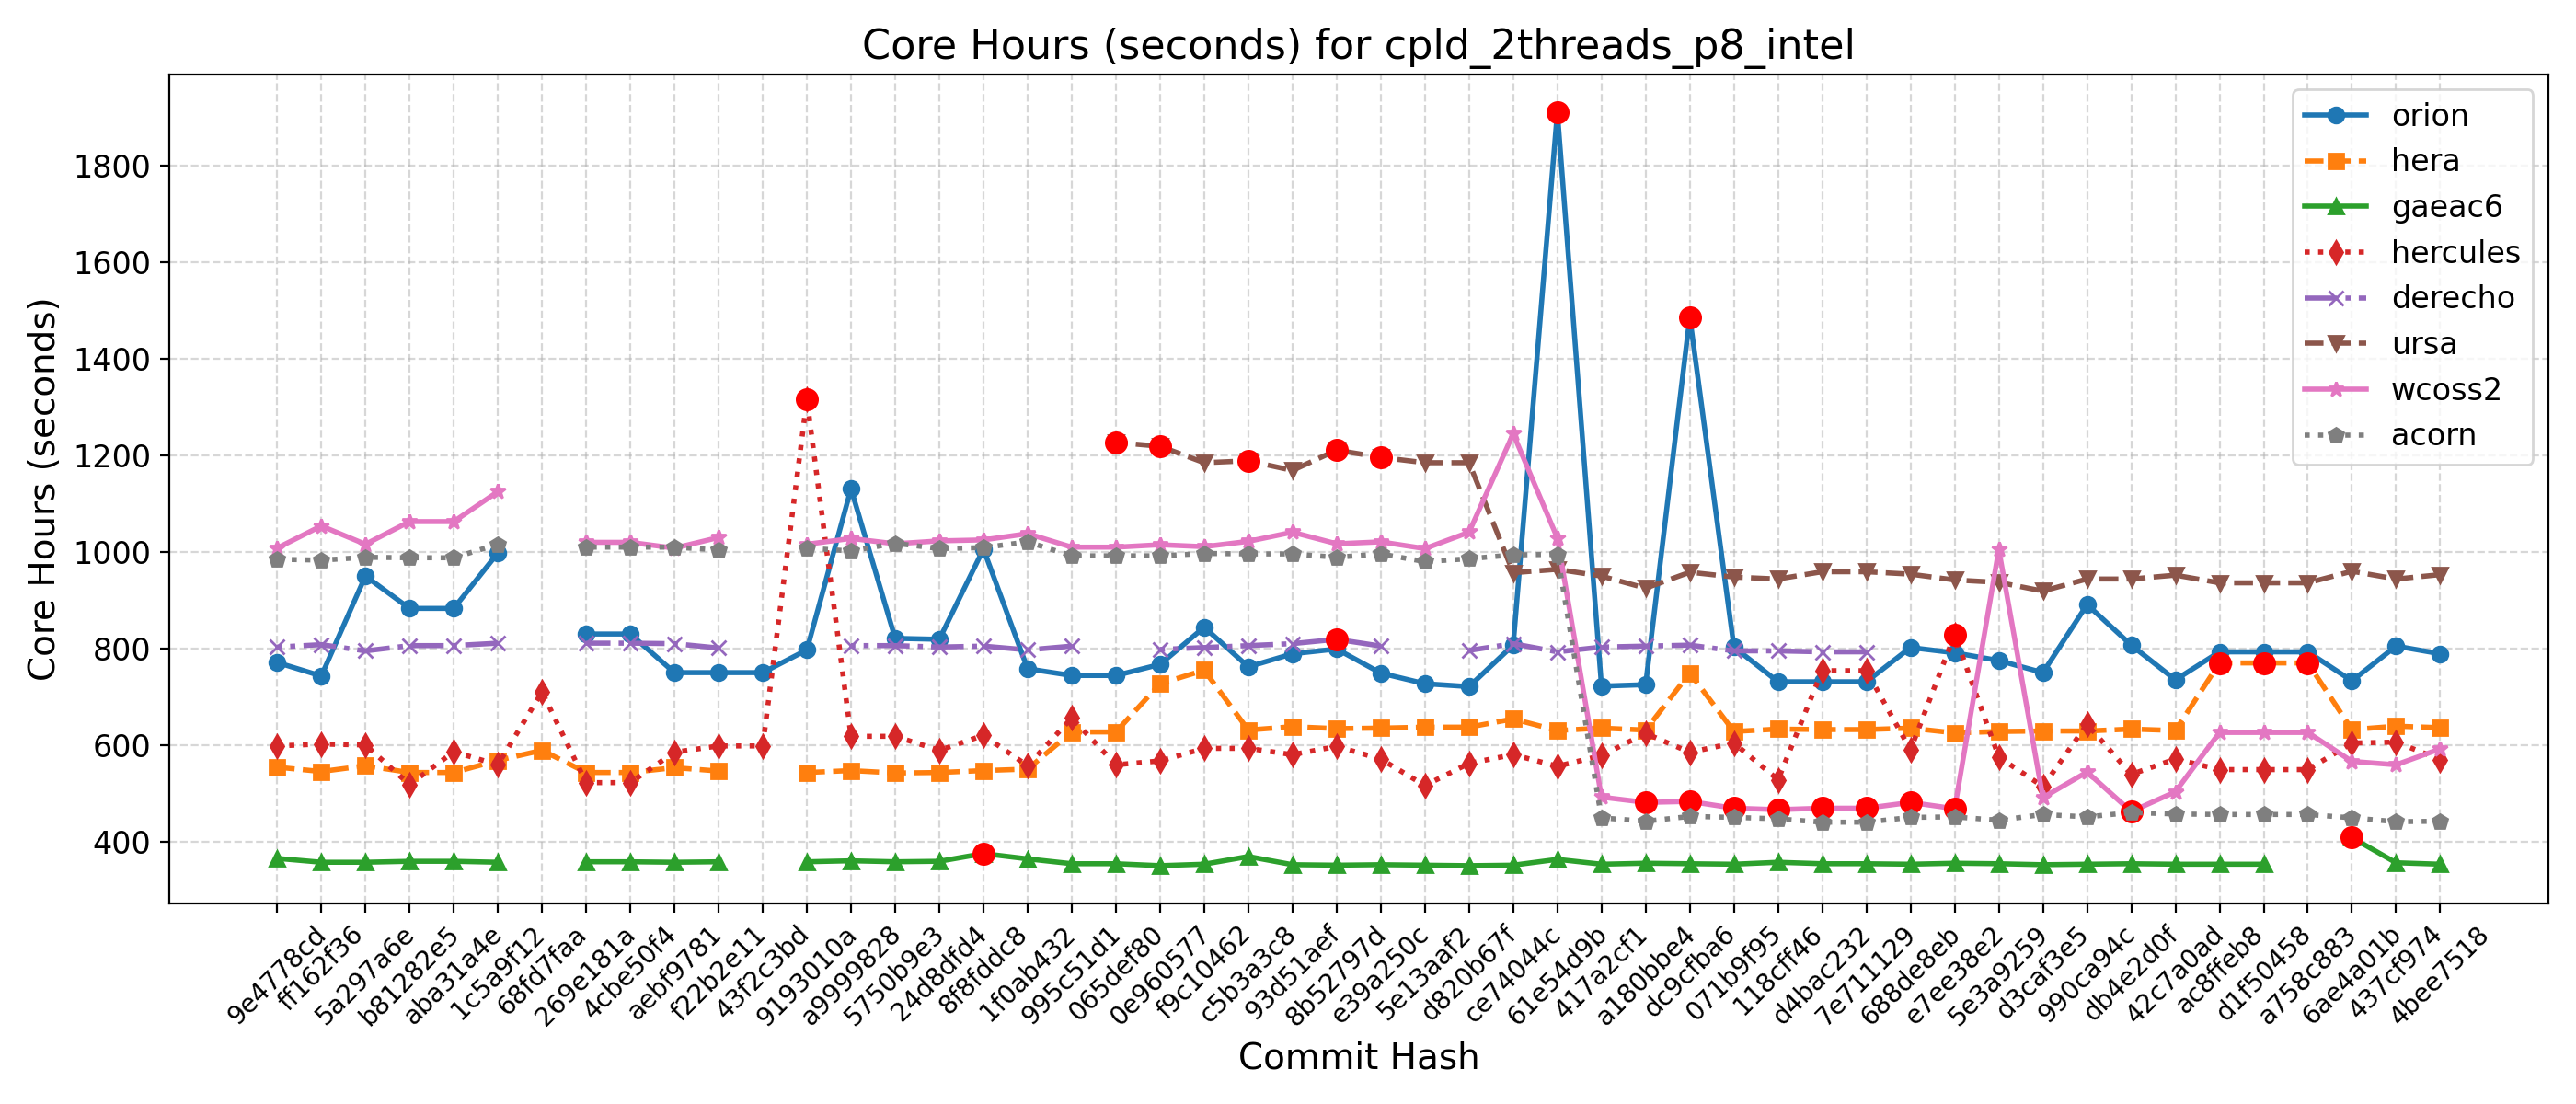 Core Hours (seconds) for cpld_2threads_p8_intel
Core Hours (seconds)
1800
1600
1400
1200
1000
800
600
400
orion
hera
gaeac6
hercules
derecho
ursa
wcoss2
acorn
9e4778cd
ff162f36
5a297a6e
b81282e5
aba31a4e
1c5a9f12
68fd7faa
269e181a
4cbe50f4
aebf9781
f22b2e11
43f2c3bd
9193010a
a9999828
5750b9e3
24d8dfd4
8f8fddc8
1f0ab432
995c51d1
065def80
0e960577
f9c10462
c5b3a3c8
93d51aef
8b52797d
e39a250c
5e13aaf2
d820b67f
ce74044c
61e54d9b
417a2cf1
a180bbe4
dc9cfba6
071b9f95
118cff46
d4bac232
7e711129
688de8eb
e7ee38e2
5e3a9259
d3caf3e5
990ca94c
db4e2d0f
42c7a0ad
ac8ffeb8
d1f50458
a758c883
6ae4a01b
437cf974
4bee7518
Commit Hash